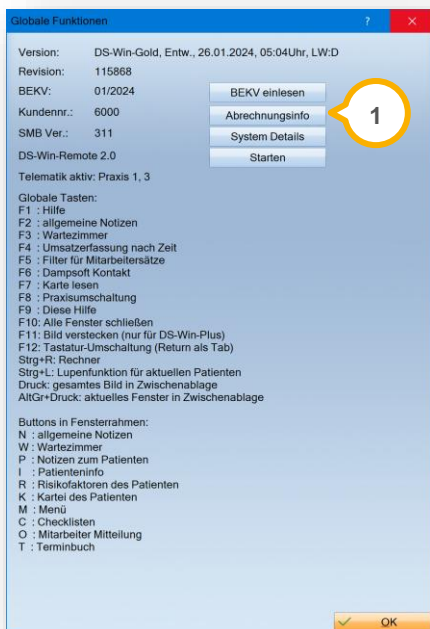 Globale Funktionen ? ×
Version: DS-Win-Gold, Entw., 26.01.2024, 05:04Uhr, LW:D
Revision: 115868
BEKV: 01/2024 BEKV einlesen
Kundennr.: 6000 Abrechnungsinfo 1
SMB Ver.: 311 System Details
DS-Win-Remote 2.0 Starten
Telematik aktiv: Praxis 1, 3
Globale Tasten:
F1 : Hilfe
F2 : allgemeine Notizen
F3 : Wartezimmer
F4 : Umsatzerfassung nach Zeit
F5 : Filter für Mitarbeitersätze
F6 : Dampsoft Kontakt
F7 : Karte lesen
F8 : Praxisumschaltung
F9 : Diese Hilfe
F10: Alle Fenster schließen
F11: Bild verstecken (nur für DS-Win-Plus)
F12: Tastatur-Umschaltung (Return als Tab)
Strg+R: Rechner
Strg+L: Lupenfunktion für aktuellen Patienten
Druck: gesamtes Bild in Zwischenablage
AltGr+Druck: aktuelles Fenster in Zwischenablage
Buttons in Fensterrahmen:
N : allgemeine Notizen
W : Wartezimmer
P : Notizen zum Patienten
I : Patienteninfo
R : Risikofaktoren des Patienten
K : Kartei des Patienten
M : Menü
C : Checklisten
O : Mitarbeiter Mitteilung
T : Terminbuch
OK